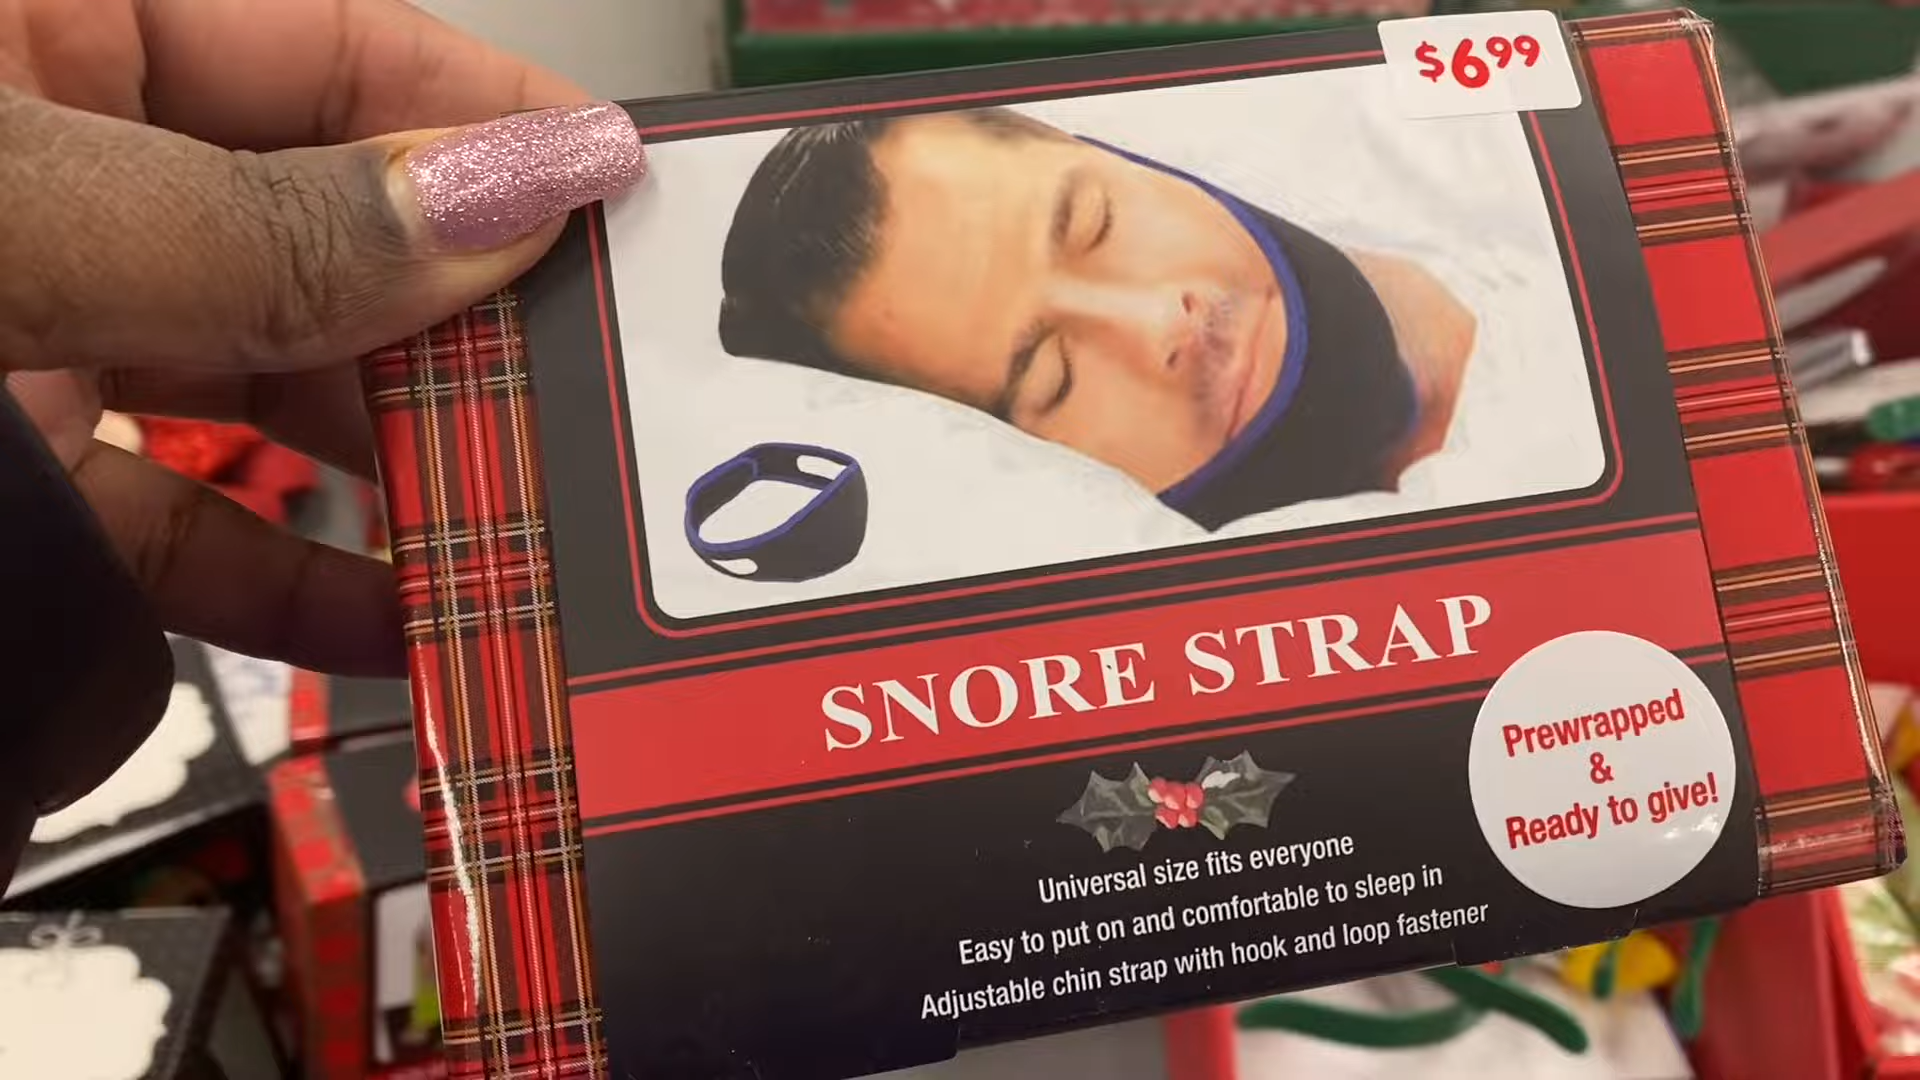 $6.99
SNORE STRAP
Prewrapped
&
Ready to give!
Universal size fits everyone
Easy to put on and comfortable to sleep in
Adjustable chin strap with hook and loop fastener